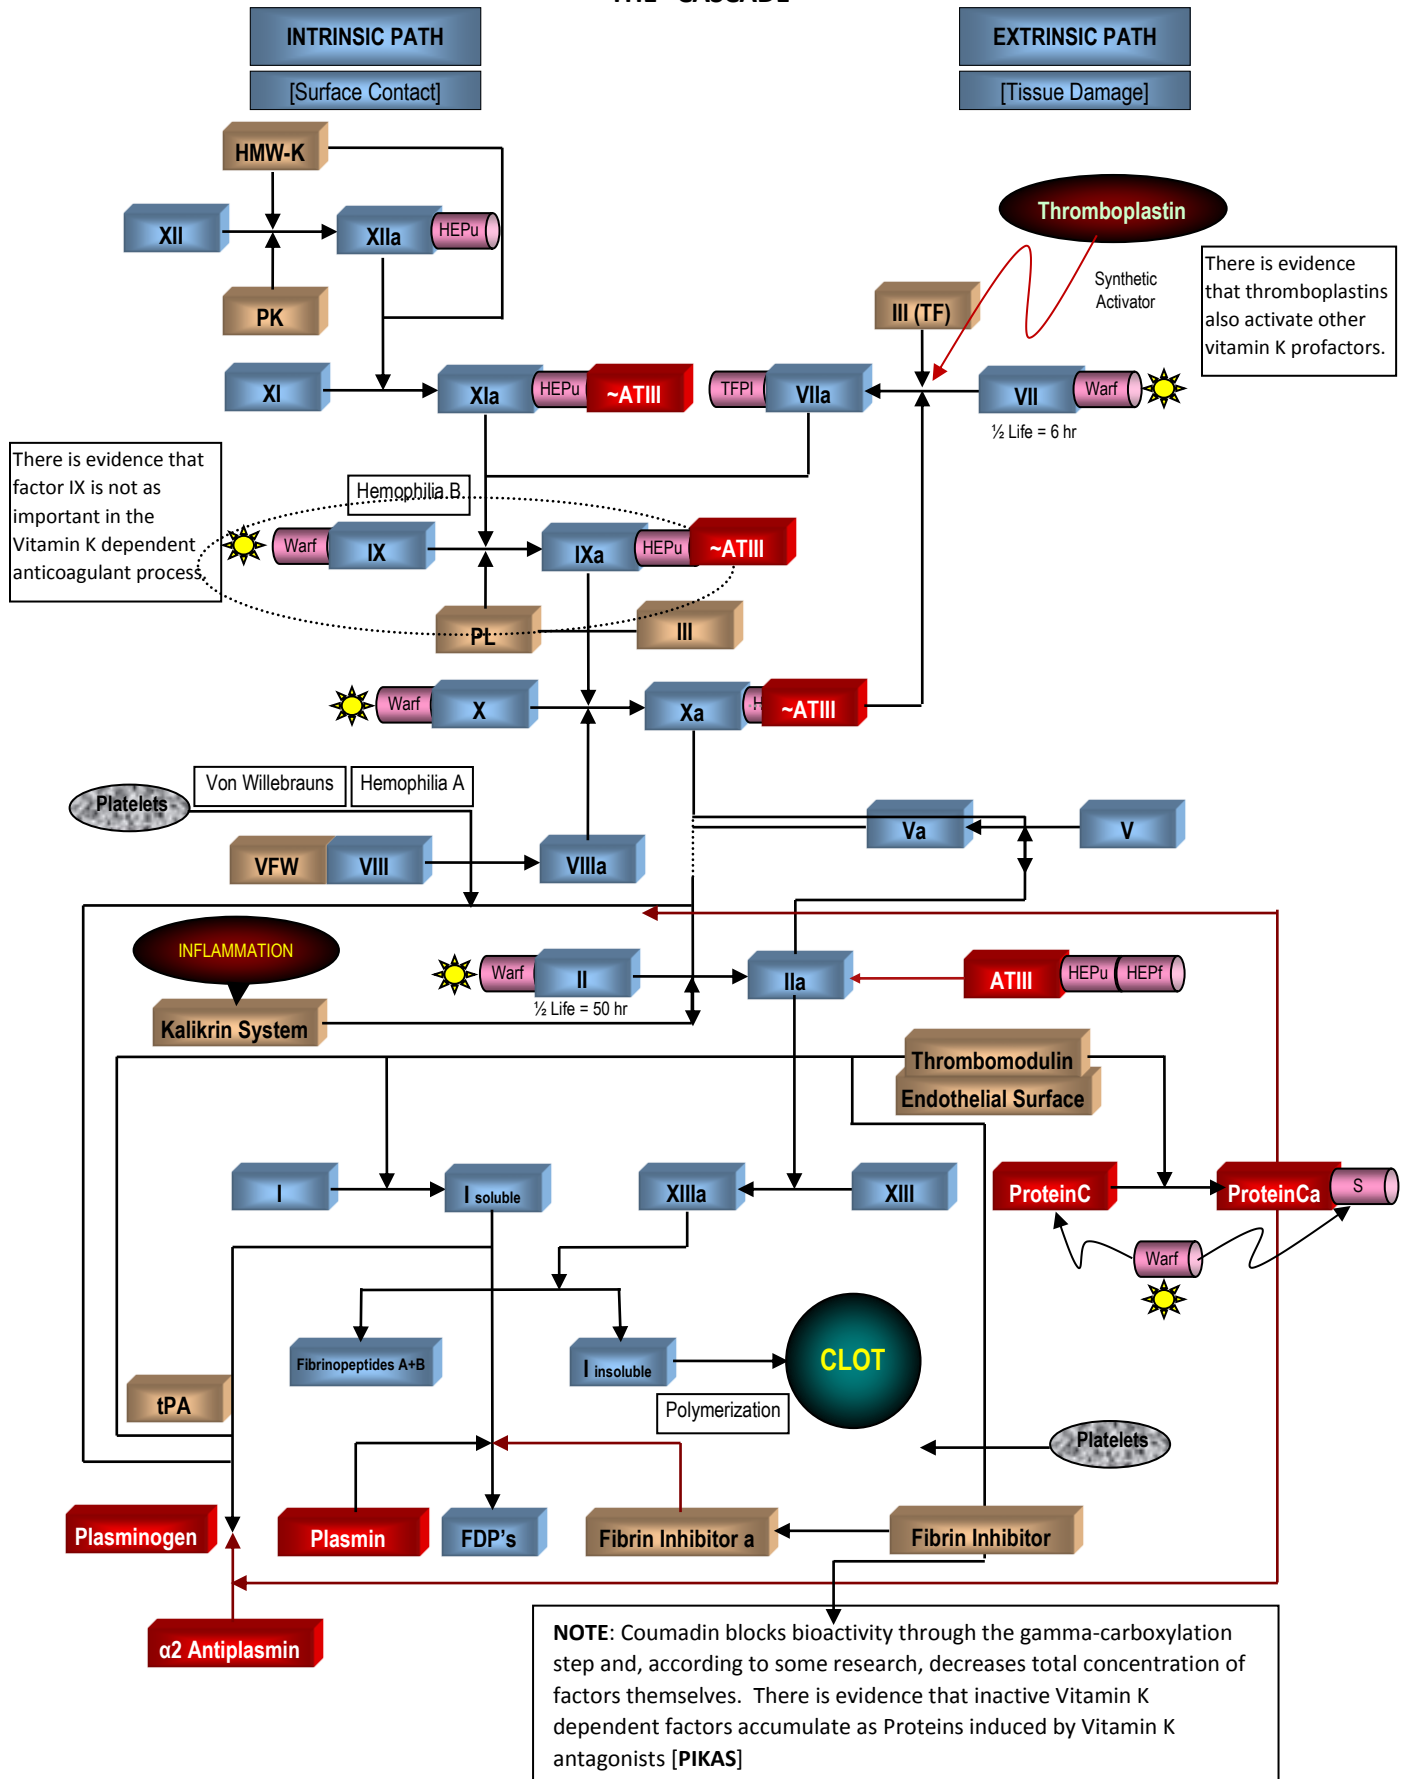 THE "CASCADE"
INTRINSIC PATH
EXTRINSIC PATH
[Surface Contact]
[Tissue Damage]
HMW-K
XII
XIIa
HEPu
PK
Thromboplastin
Synthetic
Activator
There is evidence
that thromboplastins
also activate other
vitamin K profactors.
III (TF)
XI
XIa
HEPu
~ATIII
TFPI
VIIa
VII
Warf
½ Life = 6 hr
There is evidence that
factor IX is not as
important in the
Vitamin K dependent
anticoagulant process
Hemophilia B
Warf
IX
IXa
HEPu
~ATIII
PL
III
Warf
X
Xa
H
~ATIII
Von Willebrauns
Hemophilia A
Platelets
VFW
VIII
VIIIa
Va
V
INFLAMMATION
Kalikrin System
Warf
II
½ Life = 50 hr
IIa
ATIII
HEPu
HEPf
Thrombomodulin
Endothelial Surface
I
I soluble
XIIIa
XIII
ProteinC
ProteinCa
S
Warf
Fibrinopeptides A+B
I insoluble
CLOT
Polymerization
tPA
Platelets
Plasminogen
Plasmin
FDP's
Fibrin Inhibitor a
Fibrin Inhibitor
α2 Antiplasmin
NOTE: Coumadin blocks bioactivity through the gamma-carboxylation
step and, according to some research, decreases total concentration of
factors themselves.  There is evidence that inactive Vitamin K
dependent factors accumulate as Proteins induced by Vitamin K
antagonists [PIKAS]